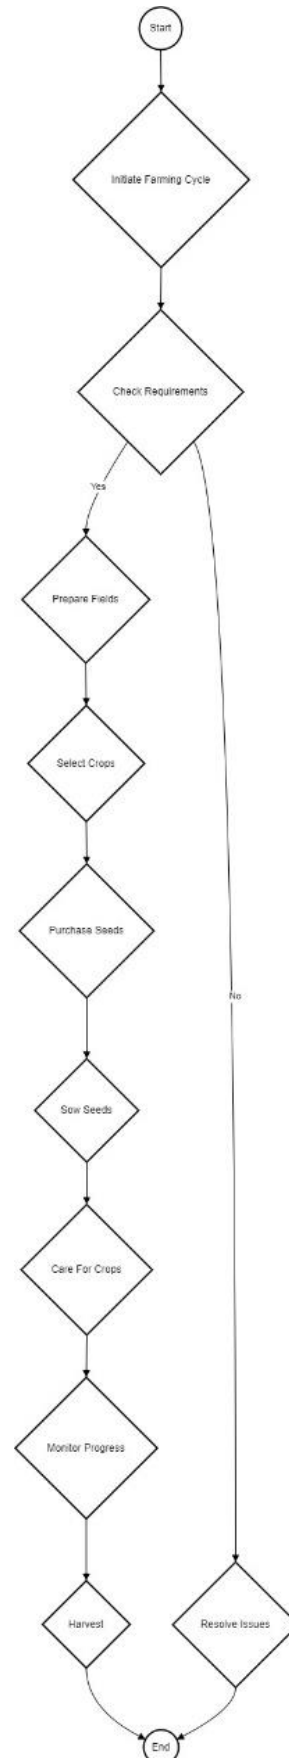 Start
Initiate Farming Cycle
Check Requirements
Yes
Prepare Fields
Select Crops
Purchase Seeds
No
Sow Seeds
Care For Crops
Monitor Progress
Harvest
Resolve Issues
End